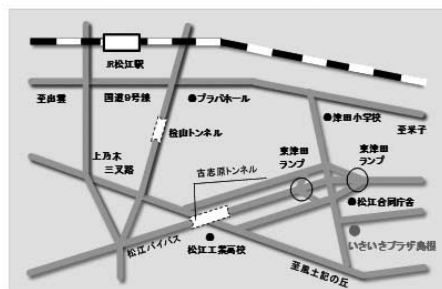 JR松江駅
至出雲
国道9号線
●プラバホール
●津田小学校
至米子
桧山トンネル
上乃木
三叉路
古志原トンネル
東津田
ランプ
東津田
ランプ
●松江合同庁舎
いきいきプラザ島根
松江バイパス
松江工業高校
至風土記の丘